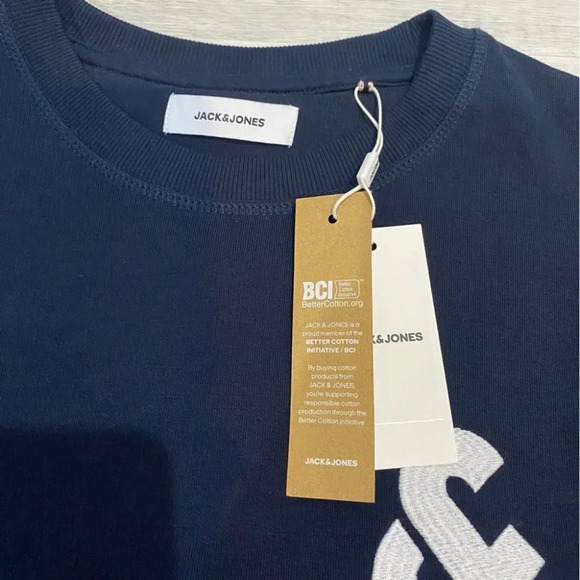 JACK&JONES
BCI Better
Cotton
Initiative
BetterCotton.org
JACK & JONES is a
proud member of the
BETTER COTTON
INITIATIVE / BCI
By buying cotton
products from
JACK & JONES,
you're supporting
responsible cotton
production through the
Better Cotton Initiative
JACK&JONES
K&JONES
&